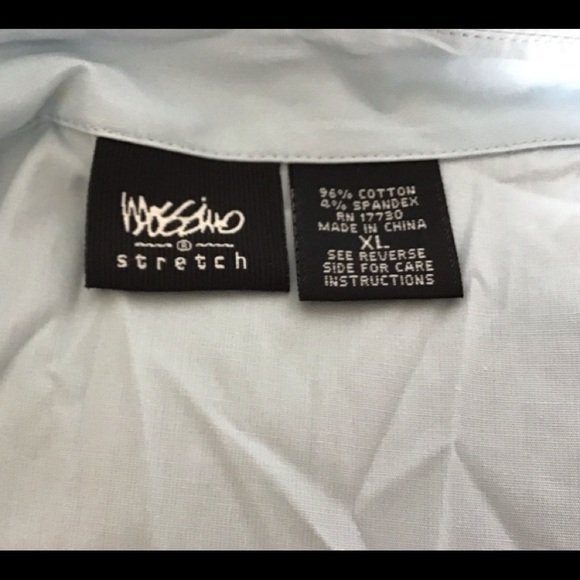 Mossimo
®
stretch
96% COTTON
4% SPANDEX
RN 17730
MADE IN CHINA
XL
SEE REVERSE
SIDE FOR CARE
INSTRUCTIONS